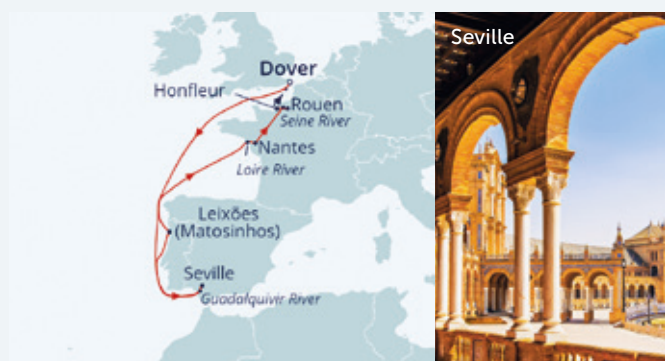 Dover
Honfleur
Rouen
Seine River
Nantes
Loire River
Leixões
(Matosinhos)
Seville
Guadalquivir River
Seville